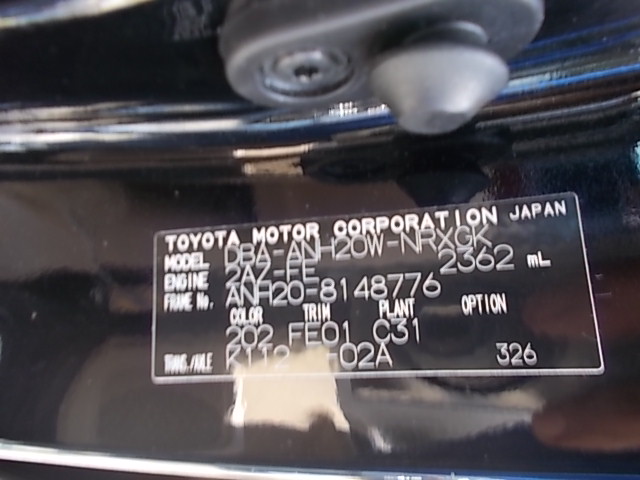 TOYOTA MOTOR CORPORATION JAPAN
MODEL DBA-ANH20W-NRXGK
ENGINE 2AZ-FE 2362 mL
FRAME No. ANH20-8148776
COLOR TRIM PLANT OPTION
202 FE01 C31
TRANS./AXLE -02A 326